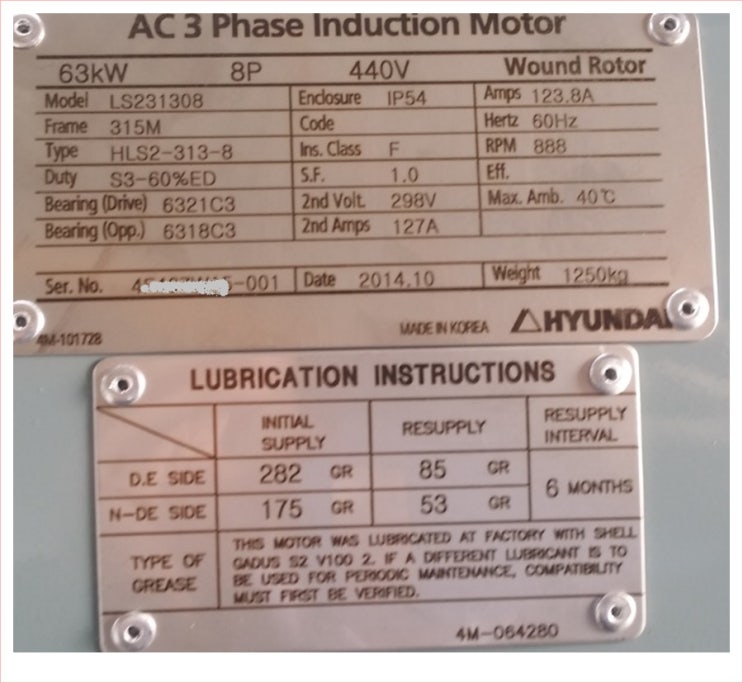 AC 3 Phase Induction Motor
63kW 8P 440V Wound Rotor
Model LS231308 Enclosure IP54 Amps 123.8A
Frame 315M Code Hertz 60Hz
Type HLS2-313-8 Ins. Class F RPM 888
Duty S3-60%ED S.F. 1.0 Eff.
Bearing (Drive) 6321C3 2nd Volt. 298V Max. Amb. 40℃
Bearing (Opp.) 6318C3 2nd Amps 127A
Ser. No. -001 Date 2014.10 Weight 1250kg
4M-101728 MADE IN KOREA HYUNDAI
LUBRICATION INSTRUCTIONS
INITIAL SUPPLY RESUPPLY RESUPPLY INTERVAL
D.E SIDE 282 GR 85 GR 6 MONTHS
N-DE SIDE 175 GR 53 GR
TYPE OF GREASE
THIS MOTOR WAS LUBRICATED AT FACTORY WITH SHELL
GADUS S2 V100 2. IF A DIFFERENT LUBRICANT IS TO
BE USED FOR PERIODIC MAINTENANCE, COMPATIBILITY
MUST FIRST BE VERIFIED.
4M-064280